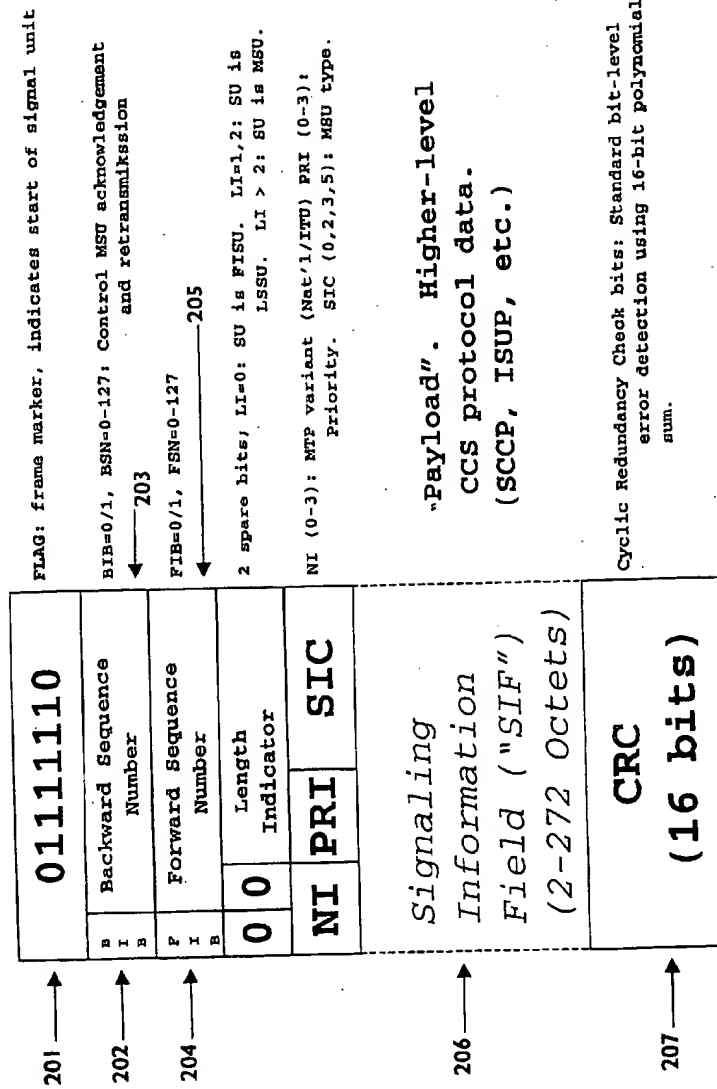 201
01111110
FLAG: frame marker, indicates start of signal unit
202
B
I
B
Backward Sequence
Number
BIB=0/1, BSN=0-127: Control MSU acknowledgement
and retransmikssion
203
204
F
I
B
Forward Sequence
Number
FIB=0/1, FSN=0-127
205
0 0
Length
Indicator
2 spare bits; LI=0: SU is FISU. LI=1,2: SU is
LSSU. LI > 2: SU is MSU.
NI PRI SIC
NI (0-3): MTP variant (Nat'l/ITU) PRI (0-3):
Priority. SIC (0,2,3,5): MSU type.
206
Signaling
Information
Field ("SIF")
(2-272 Octets)
"Payload". Higher-level
CCS protocol data.
(SCCP, ISUP, etc.)
207
CRC
(16 bits)
Cyclic Redundancy Check bits: Standard bit-level
error detection using 16-bit polynomial
sum.